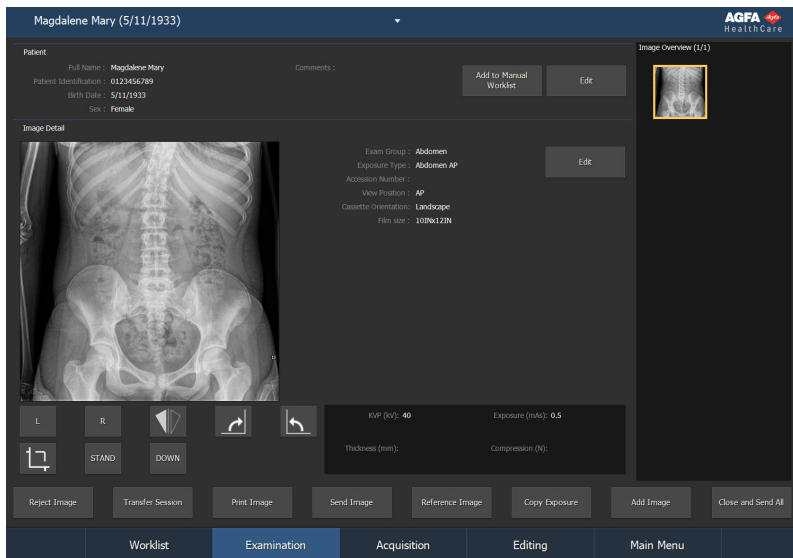 Magdalene Mary (5/11/1933)
AGFA Agfa
HealthCare
Patient
Full Name : Magdalene Mary
Comments :
Patient Identification : 0123456789
Birth Date : 5/11/1933
Sex : Female
Add to Manual
Worklist
Edit
Image Overview (1/1)
Image Detail
Exam Group : Abdomen
Exposure Type : Abdomen AP
Accession Number :
View Position : AP
Cassette Orientation: Landscape
Film size : 10INx12IN
Edit
L
R
STAND
DOWN
KVP (kV): 40
Exposure (mAs): 0.5
Thickness (mm):
Compression (N):
Reject Image
Transfer Session
Print Image
Send Image
Reference Image
Copy Exposure
Add Image
Close and Send All
Worklist
Examination
Acquisition
Editing
Main Menu